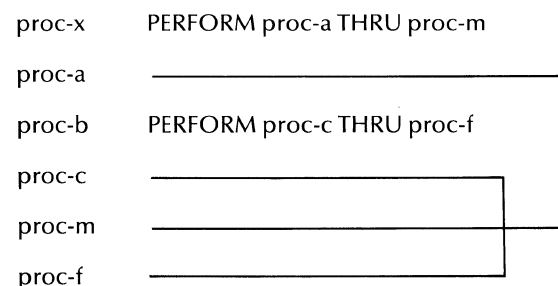 proc-x PERFORM proc-a THRU proc-m
proc-a
proc-b PERFORM proc-c THRU proc-f
proc-c
proc-m
proc-f